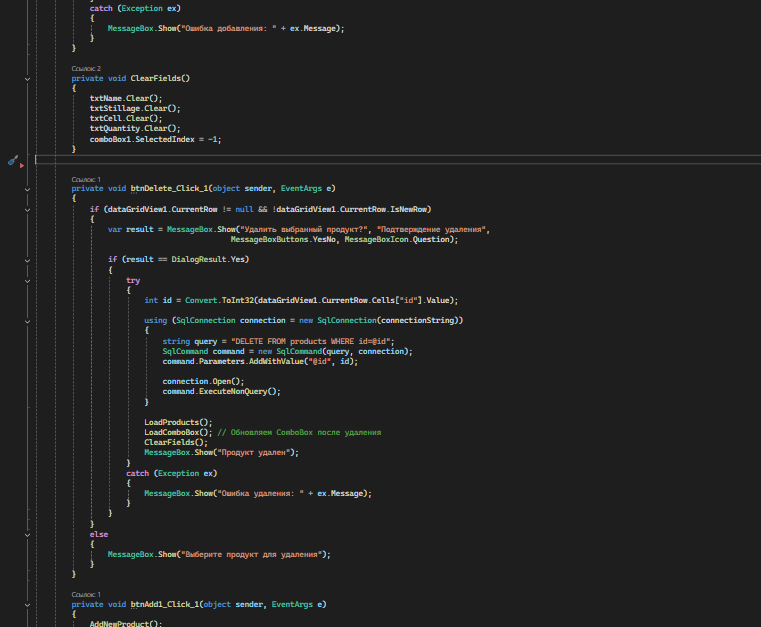 catch (Exception ex)
{
MessageBox.Show("Ошибка добавления: " + ex.Message);
}
}
Ссылок: 2
private void ClearFields()
{
txtName.Clear();
txtStillage.Clear();
txtCell.Clear();
txtQuantity.Clear();
comboBox1.SelectedIndex = -1;
}
Ссылок: 1
private void btnDelete_Click_1(object sender, EventArgs e)
{
if (dataGridView1.CurrentRow != null && !dataGridView1.CurrentRow.IsNewRow)
{
var result = MessageBox.Show("Удалить выбранный продукт?", "Подтверждение удаления",
MessageBoxButtons.YesNo, MessageBoxIcon.Question);
if (result == DialogResult.Yes)
{
try
{
int id = Convert.ToInt32(dataGridView1.CurrentRow.Cells["id"].Value);
using (SqlConnection connection = new SqlConnection(connectionString))
{
string query = "DELETE FROM products WHERE id=@id";
SqlCommand command = new SqlCommand(query, connection);
command.Parameters.AddWithValue("@id", id);
connection.Open();
command.ExecuteNonQuery();
}
LoadProducts();
LoadComboBox(); // Обновляем ComboBox после удаления
ClearFields();
MessageBox.Show("Продукт удален");
}
catch (Exception ex)
{
MessageBox.Show("Ошибка удаления: " + ex.Message);
}
}
}
else
{
MessageBox.Show("Выберите продукт для удаления");
}
}
Ссылок: 1
private void btnAdd1_Click_1(object sender, EventArgs e)
{
AddNewProduct();